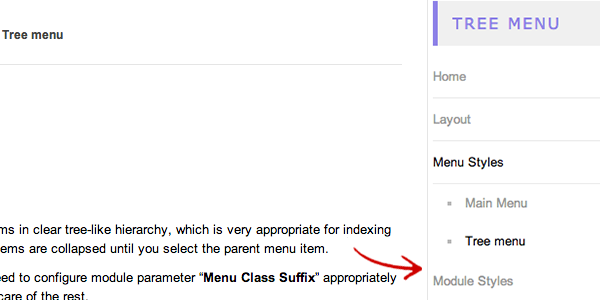 Tree menu
ms in clear tree-like hierarchy, which is very appropriate for indexing
ems are collapsed until you select the parent menu item.
eed to configure module parameter “Menu Class Suffix” appropriately
care of the rest.
TREE MENU
Home
Layout
Menu Styles
Main Menu
Tree menu
Module Styles